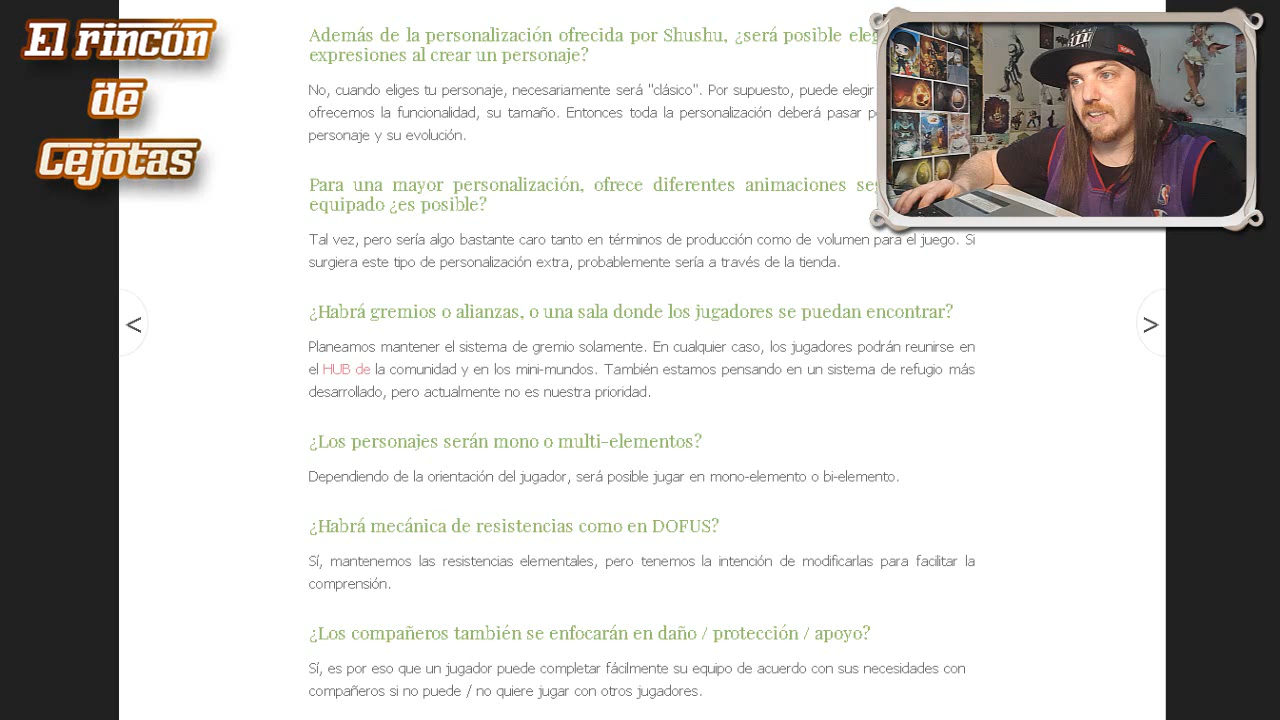 El rincón
de
Cejotas
Además de la personalización ofrecida por Shushu, ¿será posible eleg
expresiones al crear un personaje?
No, cuando eliges tu personaje, necesariamente será "clásico". Por supuesto, puede elegir
ofrecemos la funcionalidad, su tamaño. Entonces toda la personalización deberá pasar p
personaje y su evolución.
Para una mayor personalización, ofrece diferentes animaciones se
equipado ¿es posible?
Tal vez, pero sería algo bastante caro tanto en términos de producción como de volumen para el juego. Si
surgiera este tipo de personalización extra, probablemente sería a través de la tienda.
¿Habrá gremios o alianzas, o una sala donde los jugadores se puedan encontrar?
Planeamos mantener el sistema de gremio solamente. En cualquier caso, los jugadores podrán reunirse en
el HUB de la comunidad y en los mini-mundos. También estamos pensando en un sistema de refugio más
desarrollado, pero actualmente no es nuestra prioridad.
< >
¿Los personajes serán mono o multi-elementos?
Dependiendo de la orientación del jugador, será posible jugar en mono-elemento o bi-elemento.
¿Habrá mecánica de resistencias como en DOFUS?
Sí, mantenemos las resistencias elementales, pero tenemos la intención de modificarlas para facilitar la
comprensión.
¿Los compañeros también se enfocarán en daño / protección / apoyo?
Sí, es por eso que un jugador puede completar fácilmente su equipo de acuerdo con sus necesidades con
compañeros si no puede / no quiere jugar con otros jugadores.